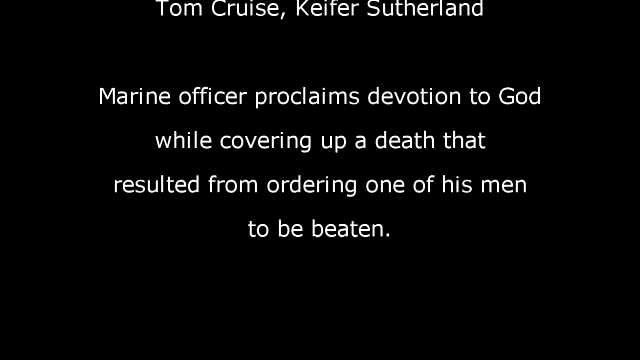 Tom Cruise, Keifer Sutherland
Marine officer proclaims devotion to God
while covering up a death that
resulted from ordering one of his men
to be beaten.